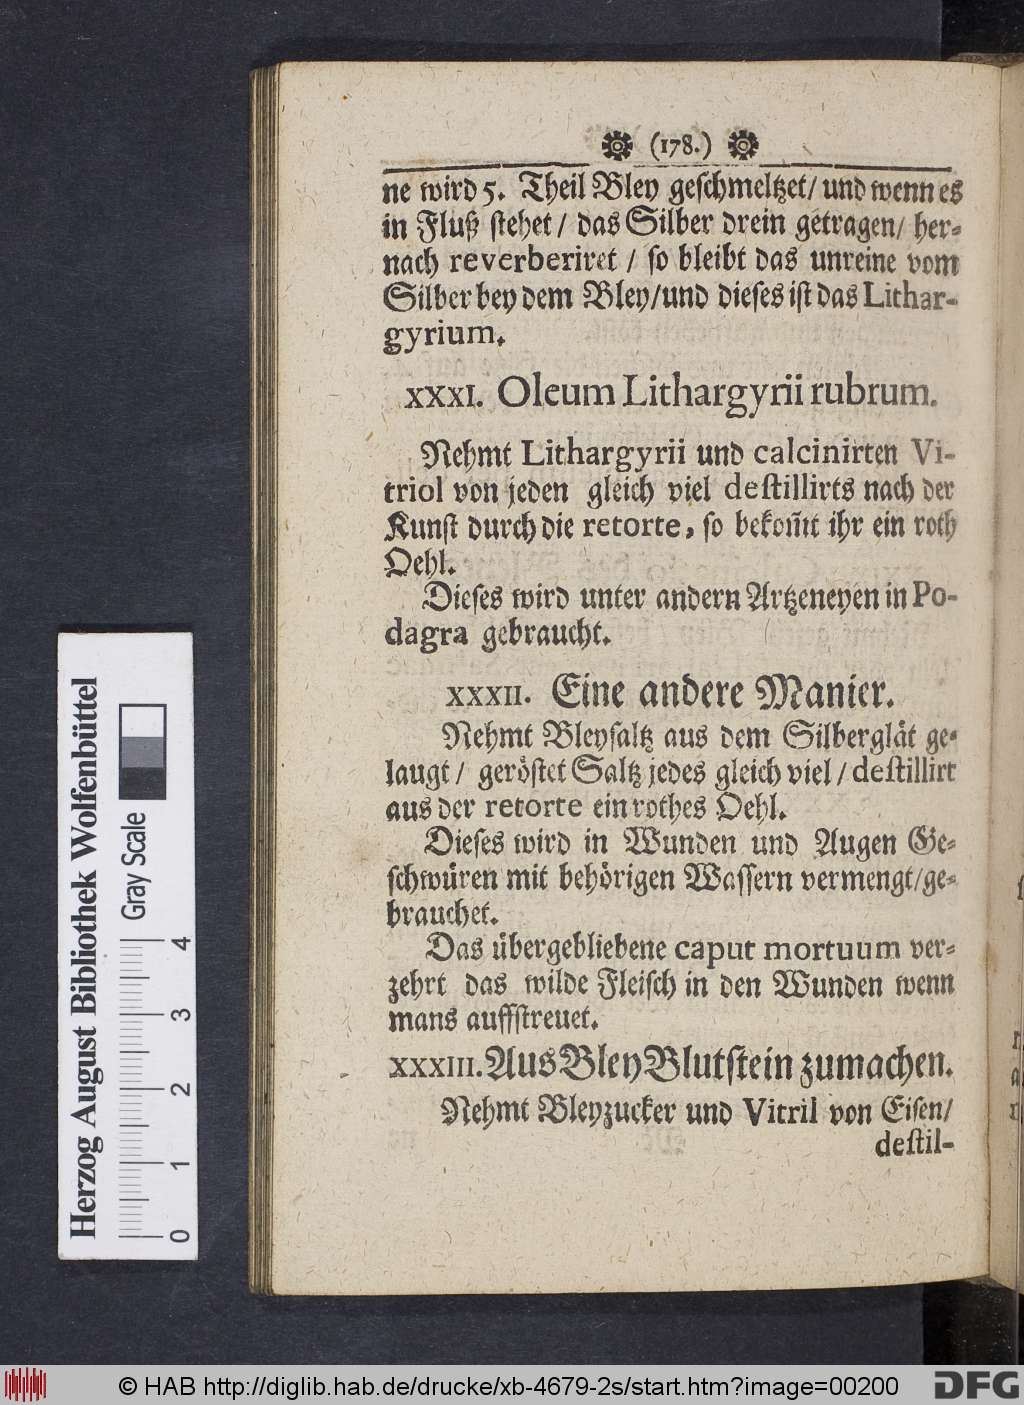 (178.)
ne wird 5. Theil Bley geschmeltzet/ und wenn es
in Fluß stehet/ das Silber drein getragen/ her-
nach reverberiret / so bleibt das unreine vom
Silber bey dem Bley/und dieses ist das Lithar-
gyrium.
XXXI. Oleum Lithargyrii rubrum.
Nehmt Lithargyrii und calcinirten Vi-
triol von jeden gleich viel destillirts nach der
Kunst durch die retorte, so bekom̃t ihr ein roth
Oehl.
Dieses wird unter andern Artzeneyen in Po-
dagra gebraucht.
XXXII. Eine andere Manier.
Nehmt Bleysaltz aus dem Silberglät ge-
laugt/ geröstet Saltz jedes gleich viel / destillirt
aus der retorte ein rothes Oehl.
Dieses wird in Wunden und Augen Ge-
schwüren mit behörigen Wassern vermengt/ge-
brauchet.
Das übergebliebene caput mortuum ver-
zehrt das wilde Fleisch in den Wunden wenn
mans auffstreuet.
XXXIII. Aus Bley Blutstein zumachen.
Nehmt Bleyzucker und Vitril von Eisen/
destil-
Herzog August Bibliothek Wolfenbüttel
Gray Scale
0 1 2 3 4
© HAB http://diglib.hab.de/drucke/xb-4679-2s/start.htm?image=00200
DFG